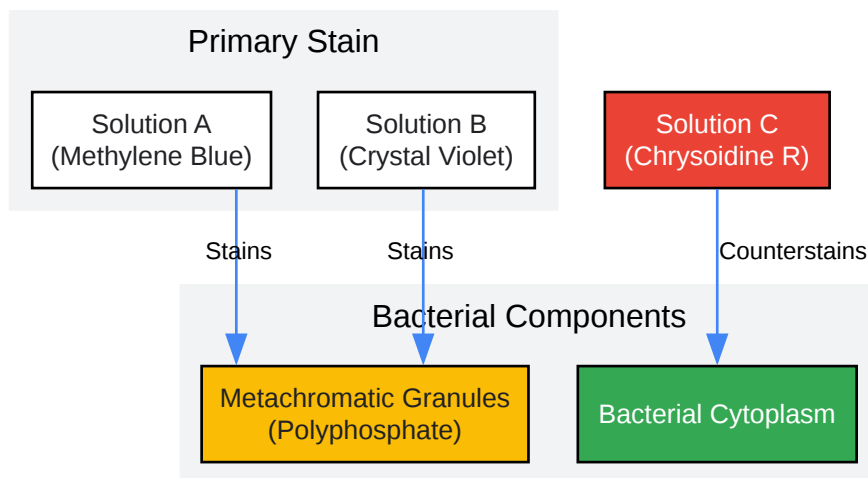 Primary Stain
Solution A
(Methylene Blue)
Solution B
(Crystal Violet)
Solution C
(Chrysoidine R)
Stains
Stains
Counterstains
Bacterial Components
Metachromatic Granules
(Polyphosphate)
Bacterial Cytoplasm